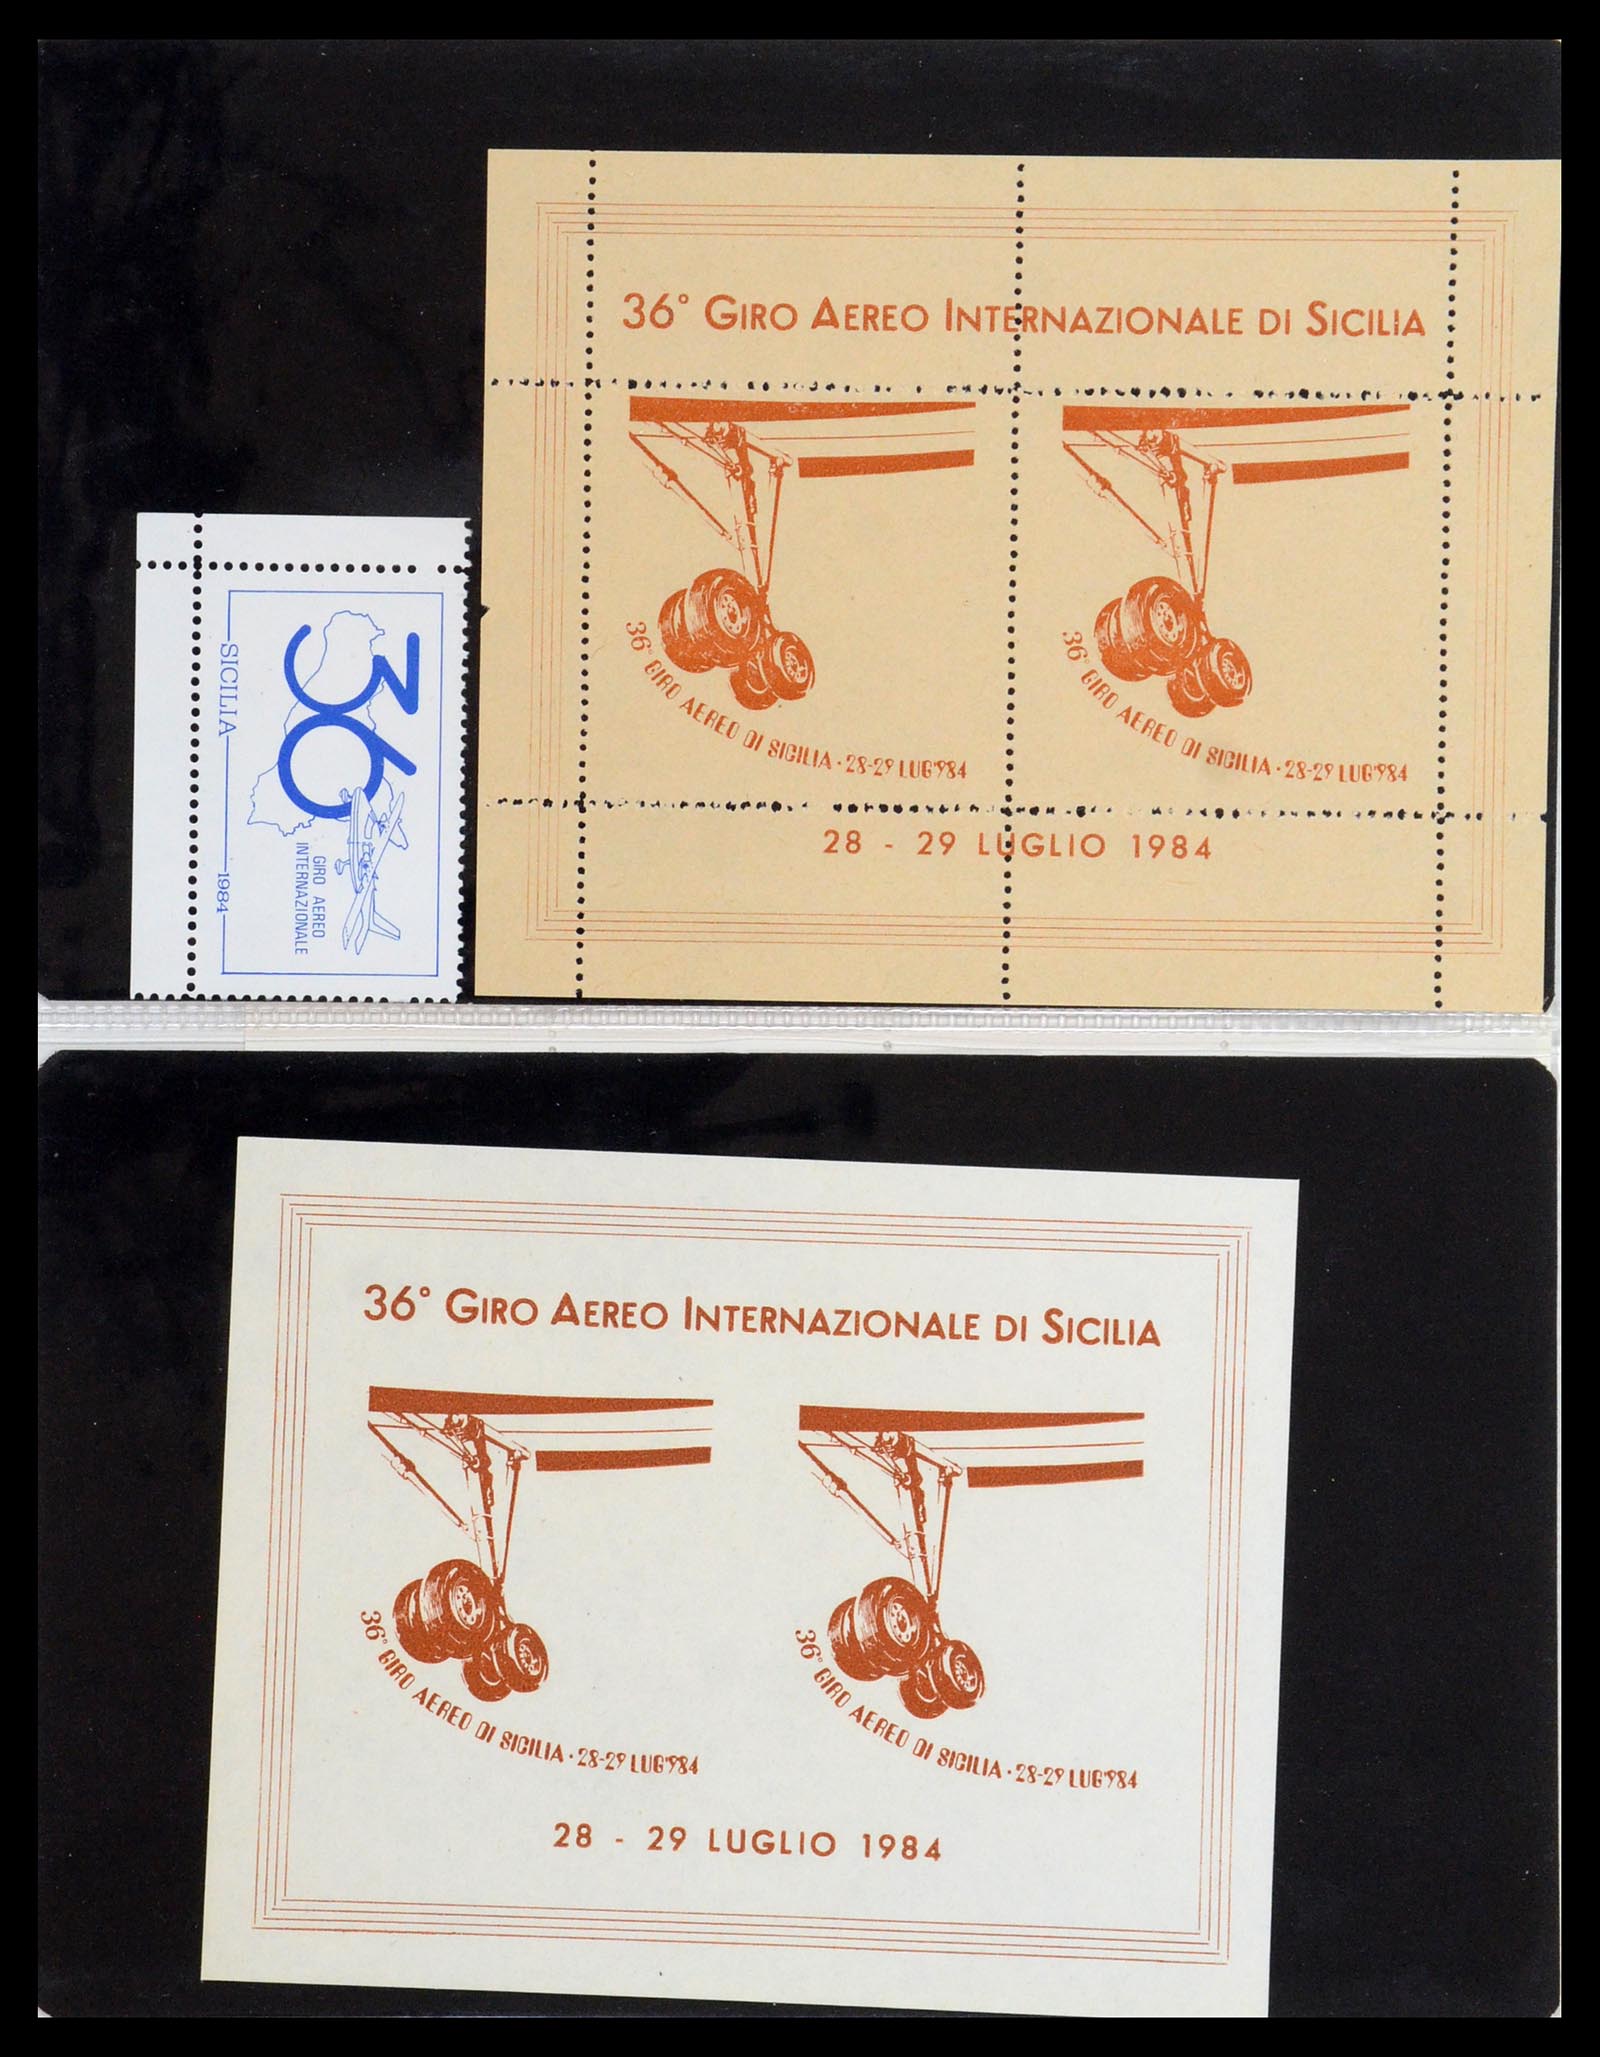 36° GIRO AEREO INTERNAZIONALE DI SICILIA
36° GIRO AEREO DI SICILIA · 28-29 LUG'984
36° GIRO AEREO DI SICILIA · 28-29 LUG'984
28 - 29 LUGLIO 1984
36
GIRO AEREO
INTERNAZIONALE
SICILIA 1984
36° GIRO AEREO INTERNAZIONALE DI SICILIA
36° GIRO AEREO DI SICILIA · 28-29 LUG'984
36° GIRO AEREO DI SICILIA · 28-29 LUG'984
28 - 29 LUGLIO 1984